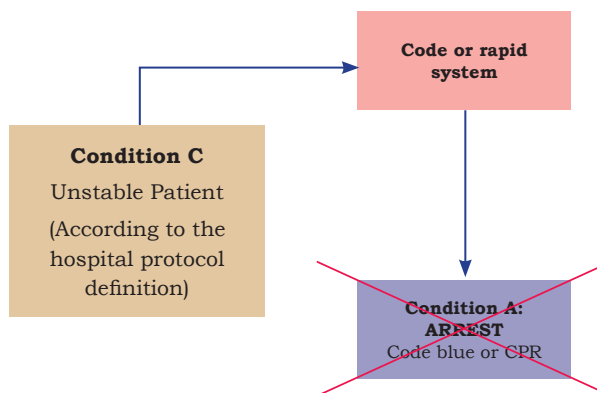 Code or rapid
system
Condition C
Unstable Patient
(According to the
hospital protocol
definition)
Condition A:
ARREST
Code blue or CPR